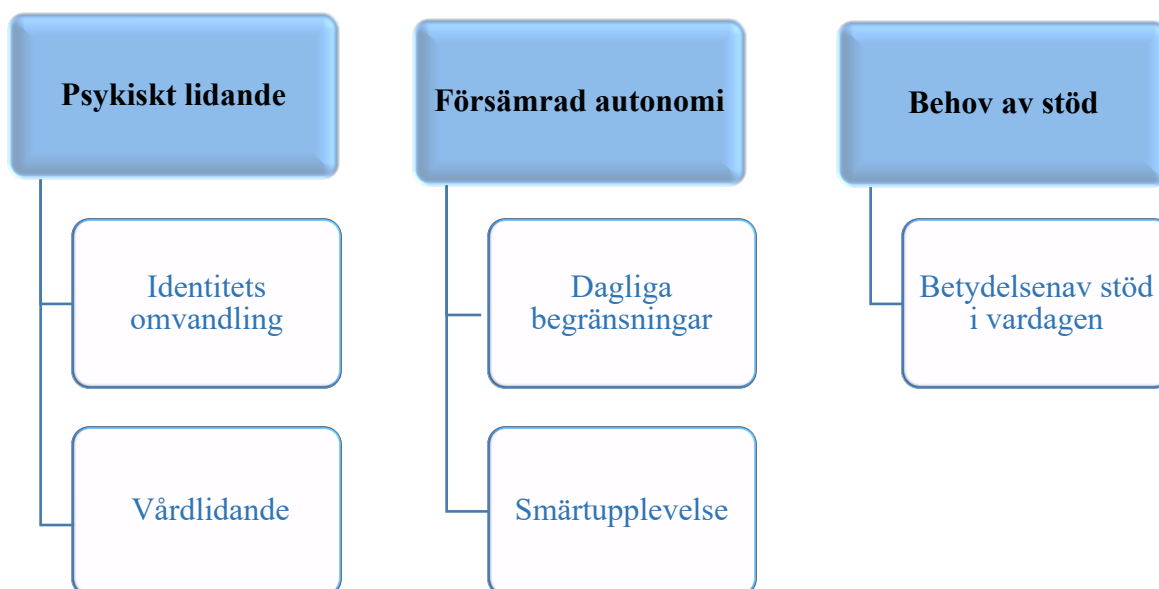 Psykiskt lidande
Identitets
omvandling
Vårdlidande
Försämrad autonomi
Dagliga
begränsningar
Smärtupplevelse
Behov av stöd
Betydelsenav stöd
i vardagen